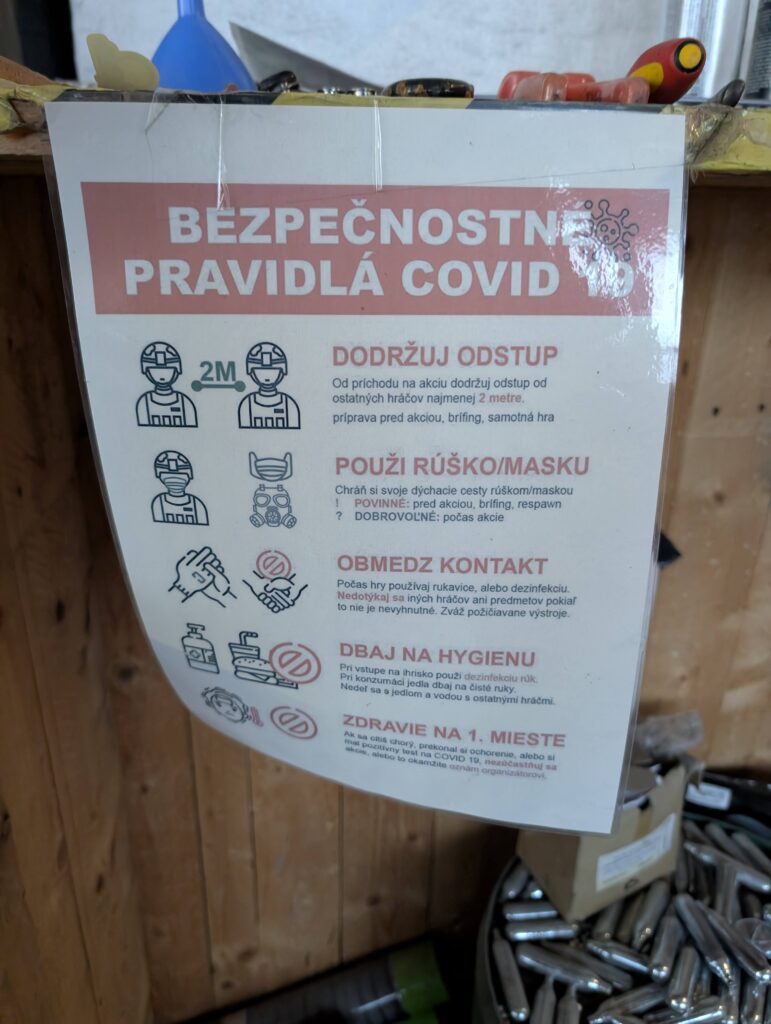 BEZPEČNOSTNÉ
PRAVIDLÁ COVID 19
2M
DODRŽUJ ODSTUP
Od príchodu na akciu dodržuj odstup od
ostatných hráčov najmenej 2 metre.
príprava pred akciou, brífing, samotná hra
POUŽI RÚŠKO/MASKU
Chráň si svoje dýchacie cesty rúškom/maskou
! POVINNÉ: pred akciou, brífing, respawn
? DOBROVOĽNÉ: počas akcie
OBMEDZ KONTAKT
Počas hry používaj rukavice, alebo dezinfekciu.
Nedotýkaj sa iných hráčov ani predmetov pokiaľ
to nie je nevyhnutné. Zváž požičiavane výstroje.
DBAJ NA HYGIENU
Pri vstupe na ihrisko použi dezinfekciu rúk.
Pri konzumácí jedla dbaj na čisté ruky.
Nedeľ sa s jedlom a vodou s ostatnými hráčmi.
ZDRAVIE NA 1. MIESTE
Ak sa cítiš chorý, prekonal si ochorenie, alebo si
mal pozitívny test na COVID 19, nezúčastňuj sa
akcie, alebo to okamžite oznám organizátorovi.